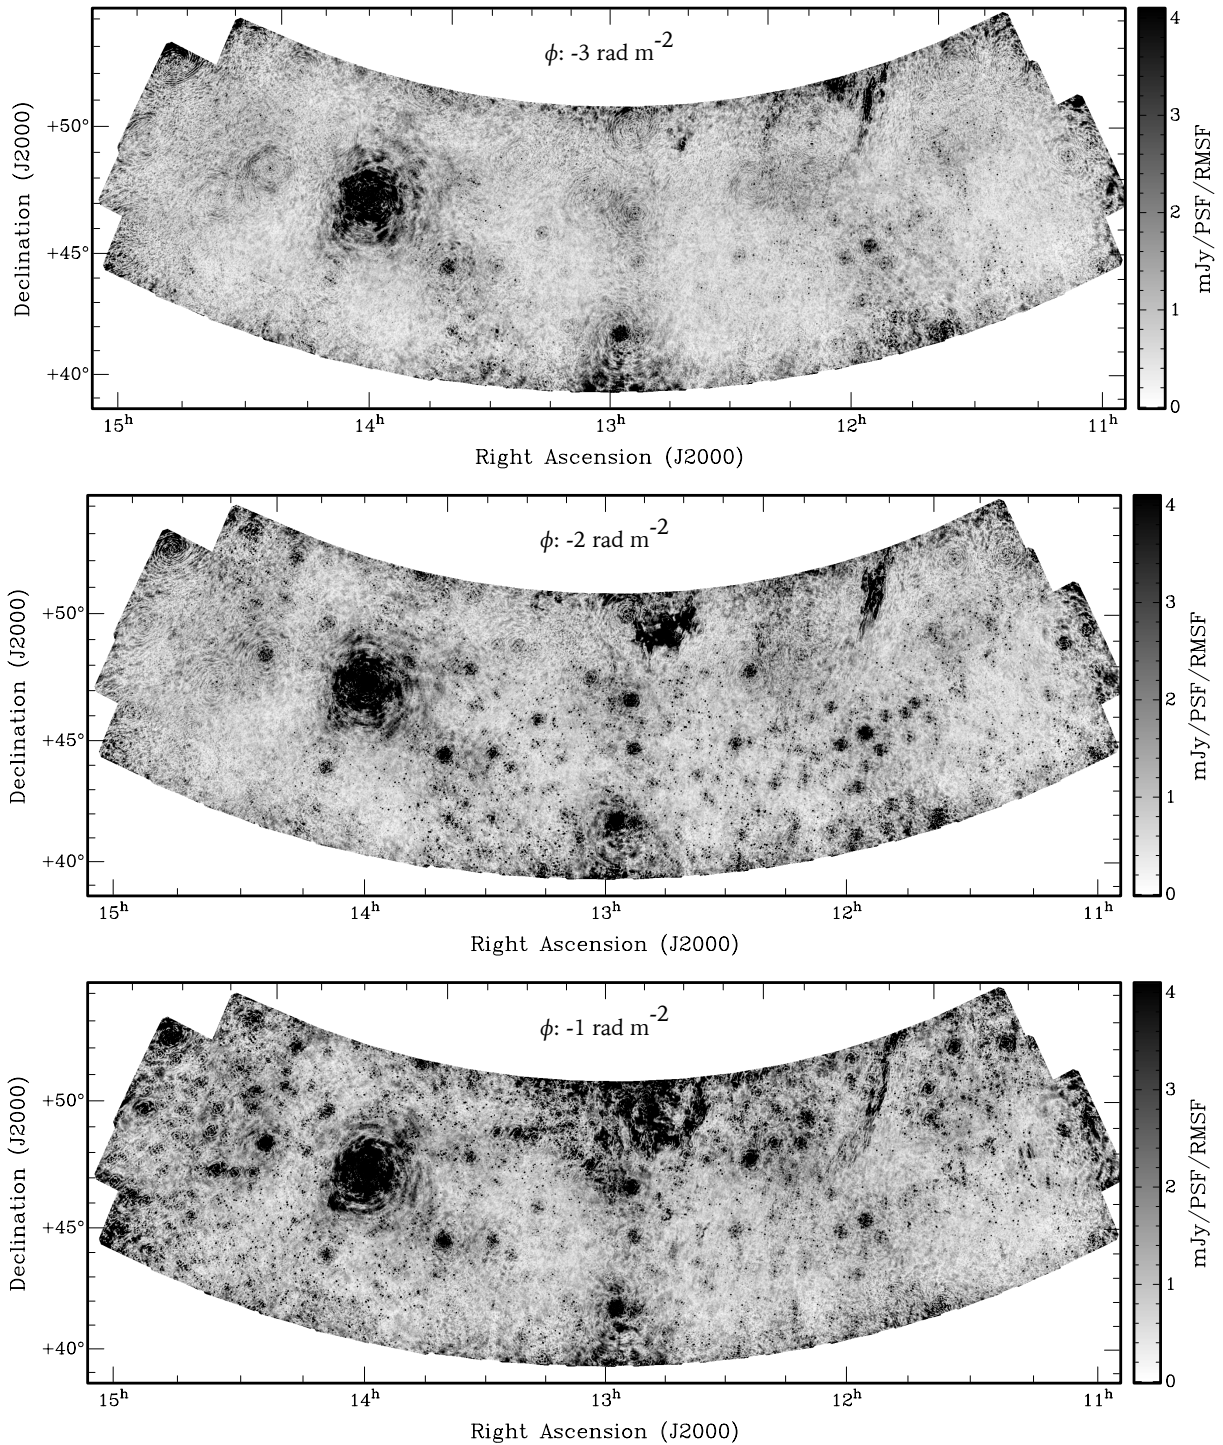 ϕ: -3 rad m-2
+50°
+45°
+40°
Declination (J2000)
15h 14h 13h 12h 11h
Right Ascension (J2000)
4
3
2
1
0
mJy/PSF/RMSF
ϕ: -2 rad m-2
+50°
+45°
+40°
Declination (J2000)
15h 14h 13h 12h 11h
Right Ascension (J2000)
4
3
2
1
0
mJy/PSF/RMSF
ϕ: -1 rad m-2
+50°
+45°
+40°
Declination (J2000)
15h 14h 13h 12h 11h
Right Ascension (J2000)
4
3
2
1
0
mJy/PSF/RMSF